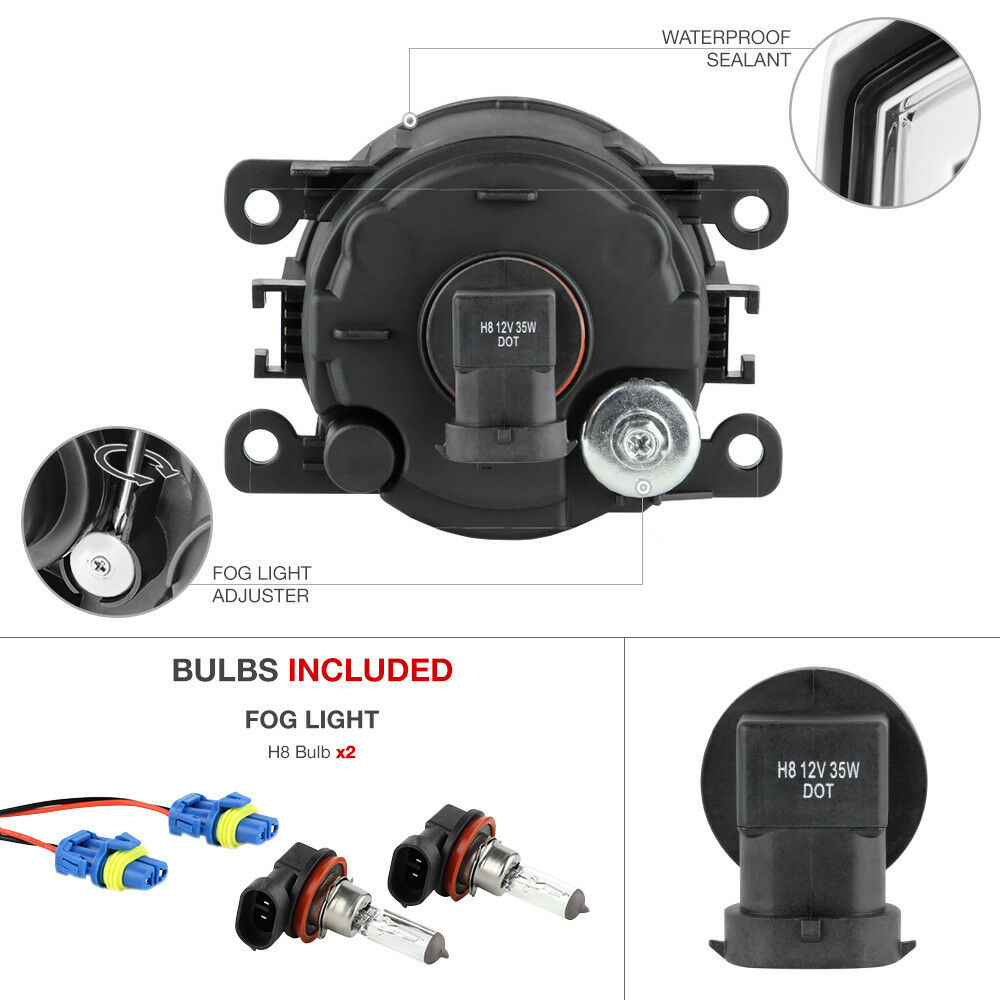 WATERPROOF
SEALANT
H8 12V 35W
DOT
FOG LIGHT
ADJUSTER
BULBS INCLUDED
FOG LIGHT
H8 Bulb x2
H8 12V 35W
DOT